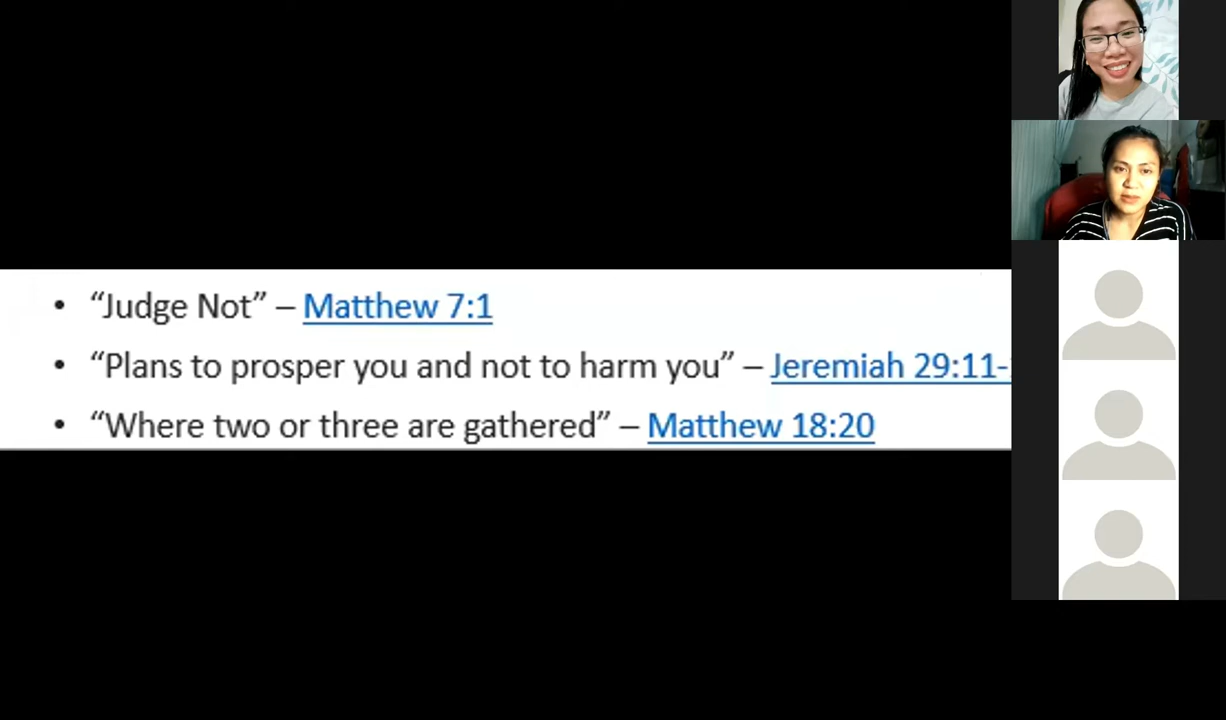 • “Judge Not” – Matthew 7:1
• “Plans to prosper you and not to harm you” – Jeremiah 29:11-
• “Where two or three are gathered” – Matthew 18:20